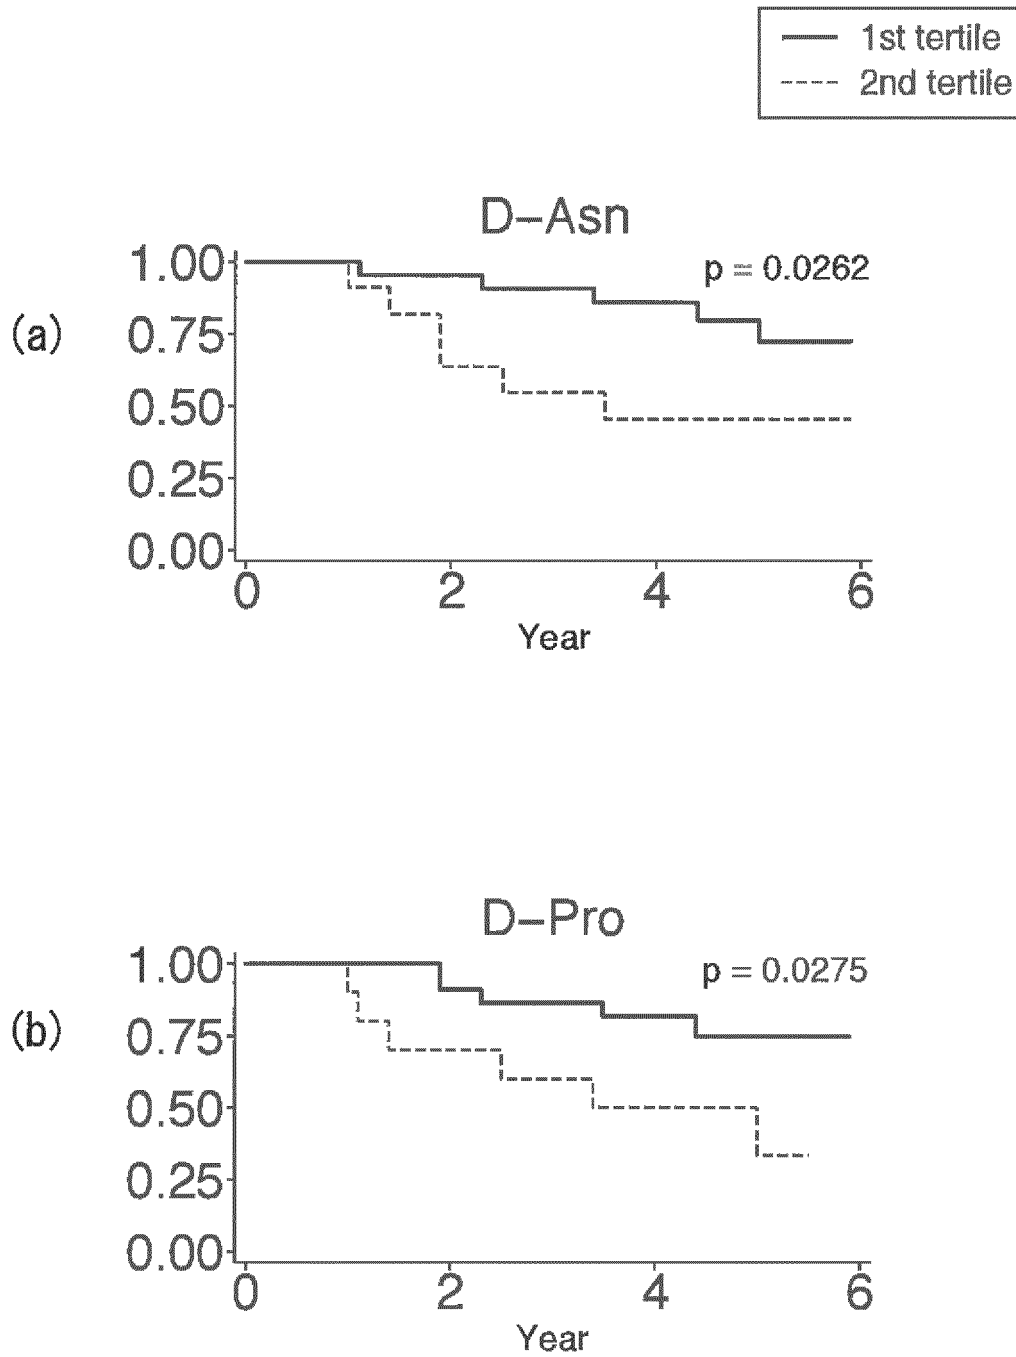 1st tertile
2nd tertile
D-Asn
p = 0.0262
(a)
1.00
0.75
0.50
0.25
0.00
0 2 4 6
Year
D-Pro
p = 0.0275
(b)
1.00
0.75
0.50
0.25
0.00
0 2 4 6
Year